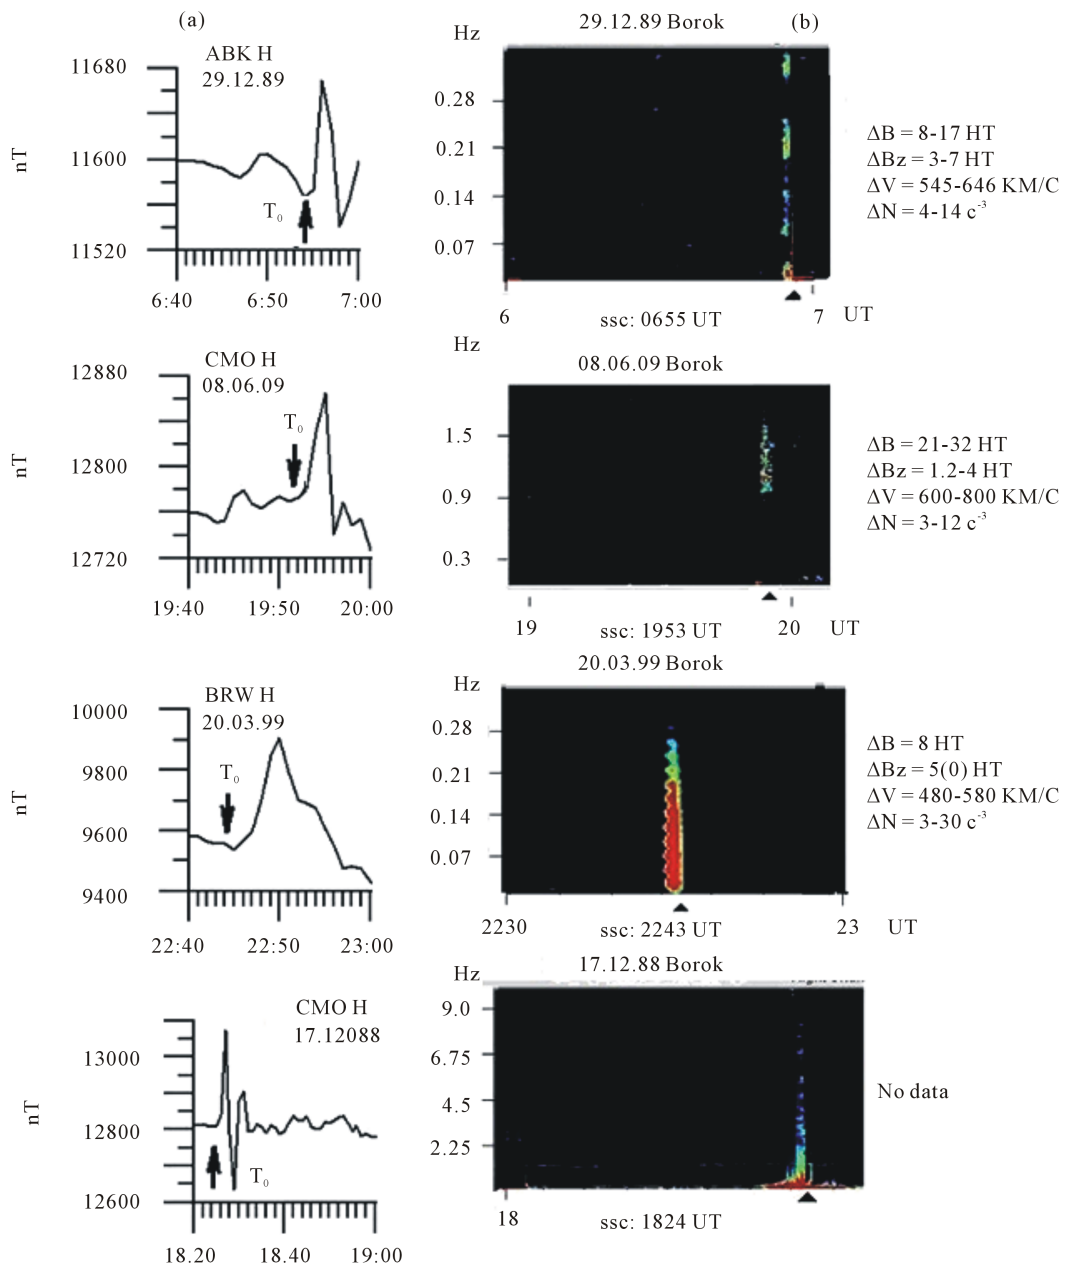 (a)
29.12.89 Borok
(b)
Hz
ABK H
29.12.89
11680
11600
11520
nT
T₀
6:40
6:50
7:00
0.28
0.21
0.14
0.07
6
ssc: 0655 UT
7
UT
ΔB = 8-17 HT
ΔBz = 3-7 HT
ΔV = 545-646 KM/C
ΔN = 4-14 c⁻³
Hz
08.06.09 Borok
CMO H
08.06.09
12880
12800
12720
nT
T₀
19:40
19:50
20:00
1.5
0.9
0.3
19
ssc: 1953 UT
20
UT
ΔB = 21-32 HT
ΔBz = 1.2-4 HT
ΔV = 600-800 KM/C
ΔN = 3-12 c⁻³
20.03.99 Borok
Hz
BRW H
20.03.99
10000
9800
9600
9400
nT
T₀
22:40
22:50
23:00
0.28
0.21
0.14
0.07
2230
ssc: 2243 UT
23
UT
ΔB = 8 HT
ΔBz = 5(0) HT
ΔV = 480-580 KM/C
ΔN = 3-30 c⁻³
17.12.88 Borok
Hz
CMO H
17.12088
13000
12800
12600
nT
T₀
18.20
18.40
19:00
9.0
6.75
4.5
2.25
18
ssc: 1824 UT
No data